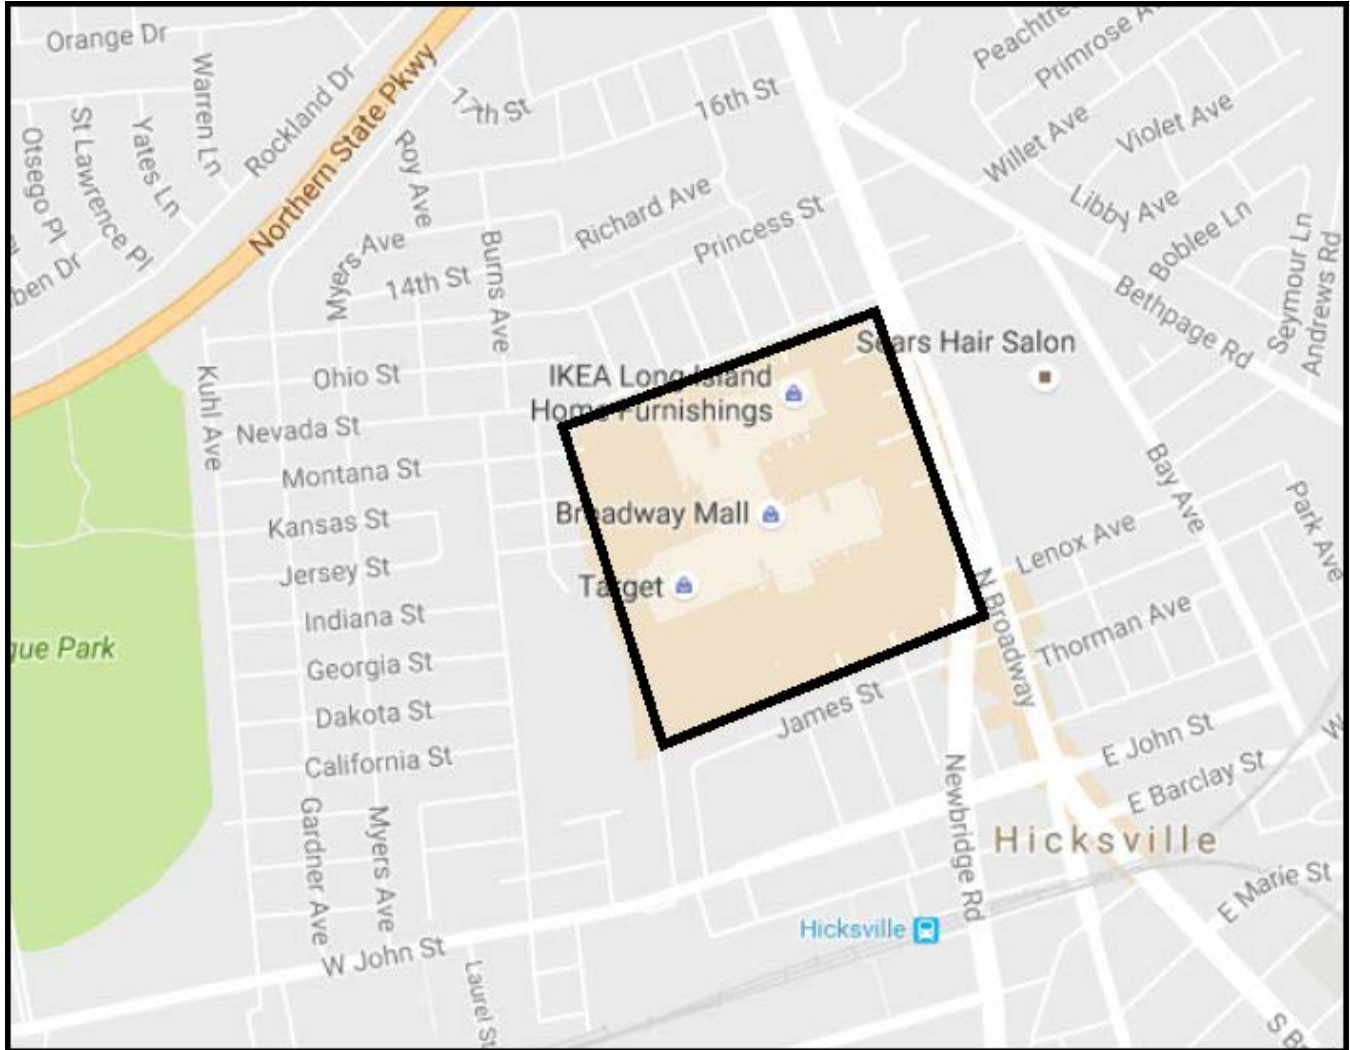 Orange Dr
Warren Ln
Rockland Dr
St Lawrence Pl
Yates Ln
Otsego Pl
Pl
ben Dr
Northern State Pkwy
17th St
16th St
Roy Ave
Richard Ave
Princess St
Myers Ave
14th St
Burns Ave
Primrose A
Willet Ave
Violet Ave
Libby Ave
Boblee Ln
Seymour Ln
Andrews Rd
Bethpage Rd
Sears Hair Salon
IKEA Long Island
Home Furnishings
Broadway Mall
Target
Kuhl Ave
Ohio St
Nevada St
Montana St
Kansas St
Jersey St
Indiana St
Georgia St
Dakota St
California St
gue Park
Bay Ave
Park Ave
Lenox Ave
N Broadway
Thorman Ave
James St
E John St
E Barclay St
Newbridge Rd
Hicksville
E Marie St
Gardner Ave
Myers Ave
Hicksville
W John St
Laurel St
W
S B